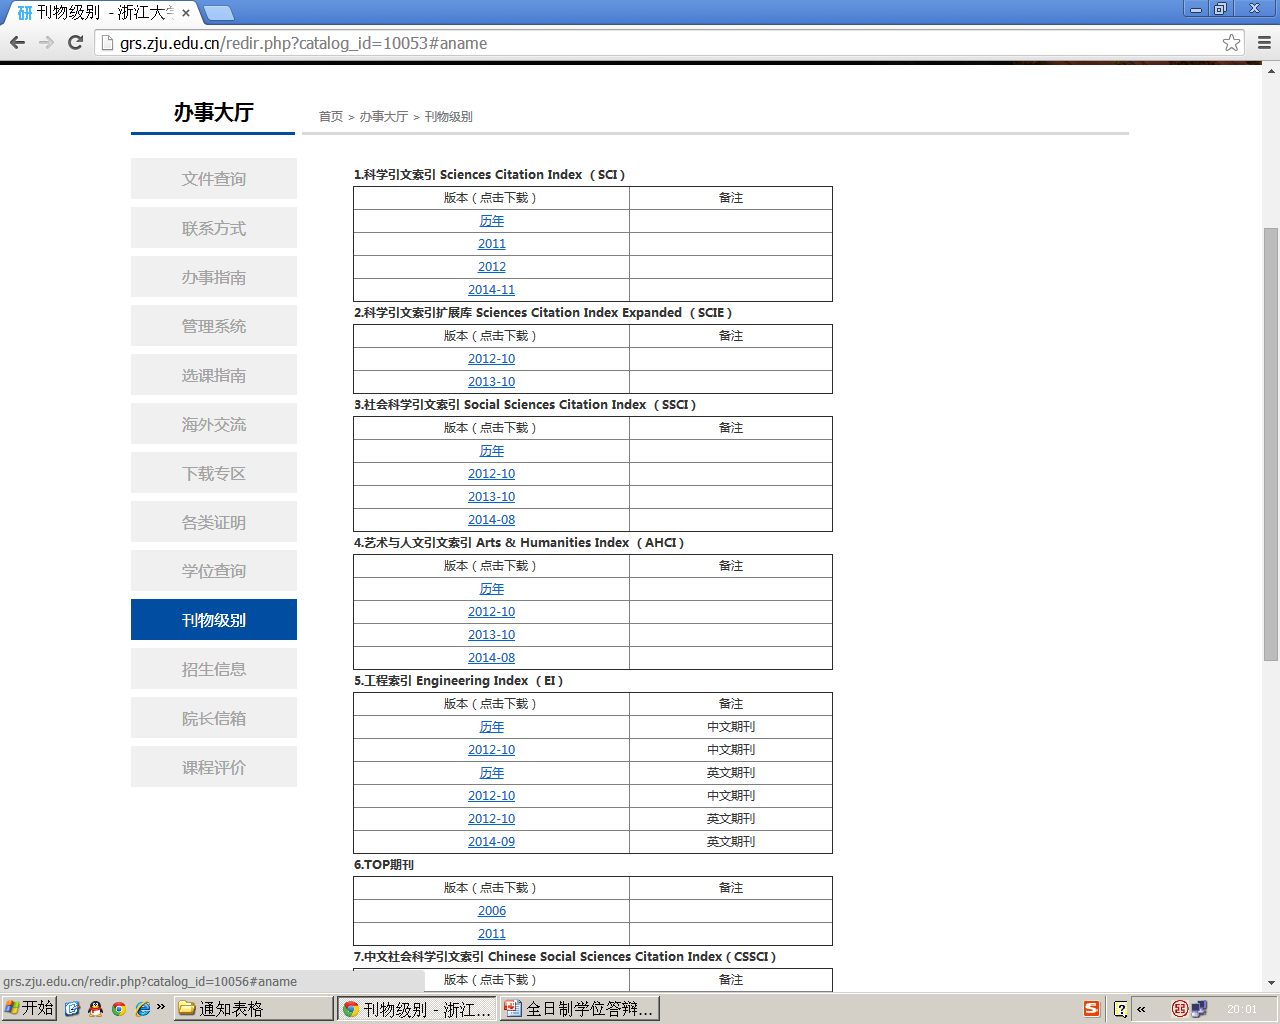 刊物级别 - 浙江大学
grs.zju.edu.cn/redir.php?catalog_id=10053#aname
办事大厅
首页 > 办事大厅 > 刊物级别
文件查询
联系方式
办事指南
管理系统
选课指南
海外交流
下载专区
各类证明
学位查询
刊物级别
招生信息
院长信箱
课程评价
1.科学引文索引 Sciences Citation Index （SCI）
版本（点击下载） 备注
历年
2011
2012
2014-11
2.科学引文索引扩展库 Sciences Citation Index Expanded （SCIE）
版本（点击下载） 备注
2012-10
2013-10
3.社会科学引文索引 Social Sciences Citation Index （SSCI）
版本（点击下载） 备注
历年
2012-10
2013-10
2014-08
4.艺术与人文引文索引 Arts & Humanities Index （AHCI）
版本（点击下载） 备注
历年
2012-10
2013-10
2014-08
5.工程索引 Engineering Index （EI）
版本（点击下载） 备注
历年 中文期刊
2012-10 中文期刊
历年 英文期刊
2012-10 中文期刊
2012-10 英文期刊
2014-09 英文期刊
6.TOP期刊
版本（点击下载） 备注
2006
2011
7.中文社会科学引文索引 Chinese Social Sciences Citation Index（CSSCI）
版本（点击下载） 备注
grs.zju.edu.cn/redir.php?catalog_id=10056#aname
开始 » 通知表格 刊物级别 - 浙江... 全日制学位答辩... « 20:01